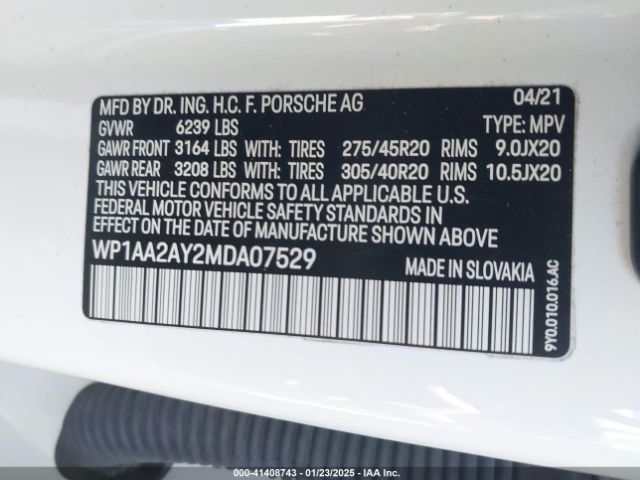 MFD BY DR. ING. H.C. F. PORSCHE AG 04/21
GVWR 6239 LBS TYPE: MPV
GAWR FRONT 3164 LBS WITH: TIRES 275/45R20 RIMS 9.0JX20
GAWR REAR 3208 LBS WITH: TIRES 305/40R20 RIMS 10.5JX20
THIS VEHICLE CONFORMS TO ALL APPLICABLE U.S.
FEDERAL MOTOR VEHICLE SAFETY STANDARDS IN
EFFECT ON THE DATE OF MANUFACTURE SHOWN ABOVE
WP1AA2AY2MDA07529 MADE IN SLOVAKIA
9Y0.010.016.AC
000-41408743 / 01/23/2025 - IAA Inc.